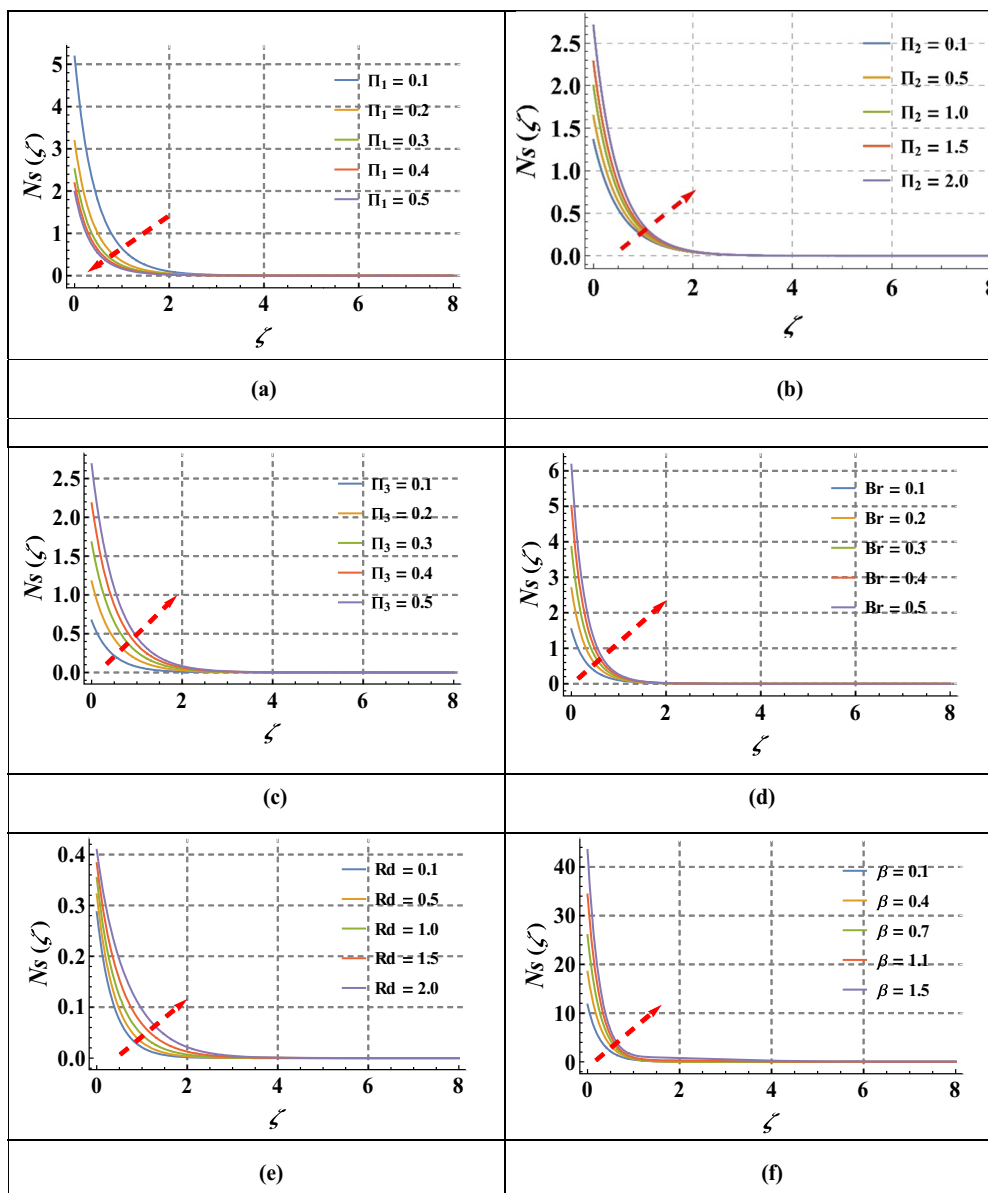 5
4
3
2
1
0
Ns (ζ)
Π₁ = 0.1
Π₁ = 0.2
Π₁ = 0.3
Π₁ = 0.4
Π₁ = 0.5
0 2 4 6 8
ζ
2.5
2.0
1.5
1.0
0.5
0.0
Ns (ζ)
Π₂ = 0.1
Π₂ = 0.5
Π₂ = 1.0
Π₂ = 1.5
Π₂ = 2.0
0 2 4 6 8
ζ
(a) (b)
2.5
2.0
1.5
1.0
0.5
0.0
Ns (ζ)
Π₃ = 0.1
Π₃ = 0.2
Π₃ = 0.3
Π₃ = 0.4
Π₃ = 0.5
0 2 4 6 8
ζ
6
5
4
3
2
1
0
Ns (ζ)
Br = 0.1
Br = 0.2
Br = 0.3
Br = 0.4
Br = 0.5
0 2 4 6 8
ζ
(c) (d)
0.4
0.3
0.2
0.1
0.0
Ns (ζ)
Rd = 0.1
Rd = 0.5
Rd = 1.0
Rd = 1.5
Rd = 2.0
0 2 4 6 8
ζ
40
30
20
10
0
Ns (ζ)
β = 0.1
β = 0.4
β = 0.7
β = 1.1
β = 1.5
0 2 4 6 8
ζ
(e) (f)